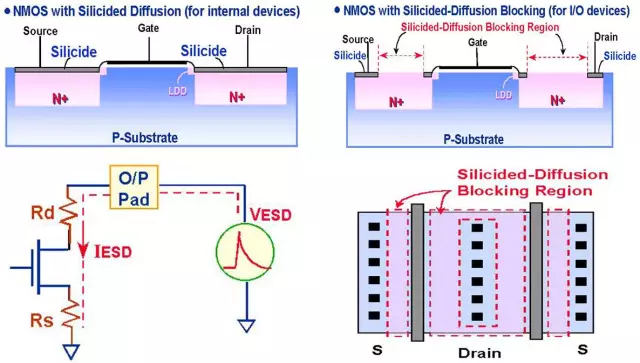 • NMOS with Silicided Diffusion (for internal devices)
Source
Gate
Drain
Silicide
Silicide
LDD
N+
N+
P-Substrate
• NMOS with Silicided-Diffusion Blocking (for I/O devices)
Silicided-Diffusion Blocking Region
Source
Drain
Silicide
Gate
Silicide
LDD
N+
N+
P-Substrate
O/P
Pad
Rd
VESD
IESD
Rs
Silicided-Diffusion
Blocking Region
S
Drain
S